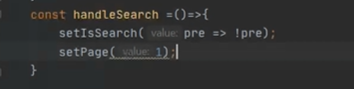 const handleSearch =()=>{
setIsSearch( value: pre => !pre);
setPage( value: 1);
}